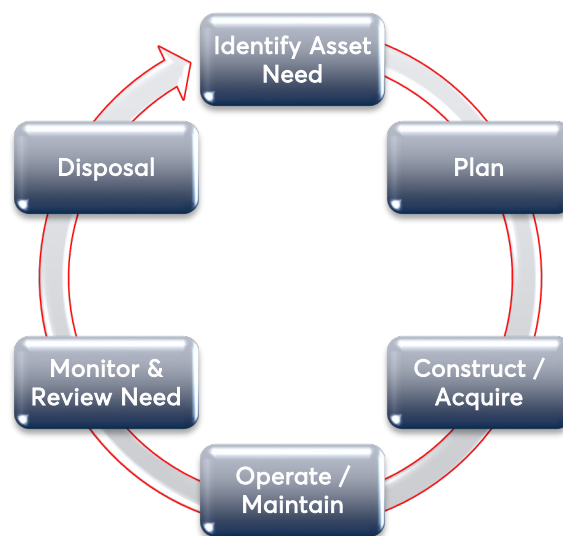 Identify Asset
Need
Plan
Construct /
Acquire
Operate /
Maintain
Monitor &
Review Need
Disposal